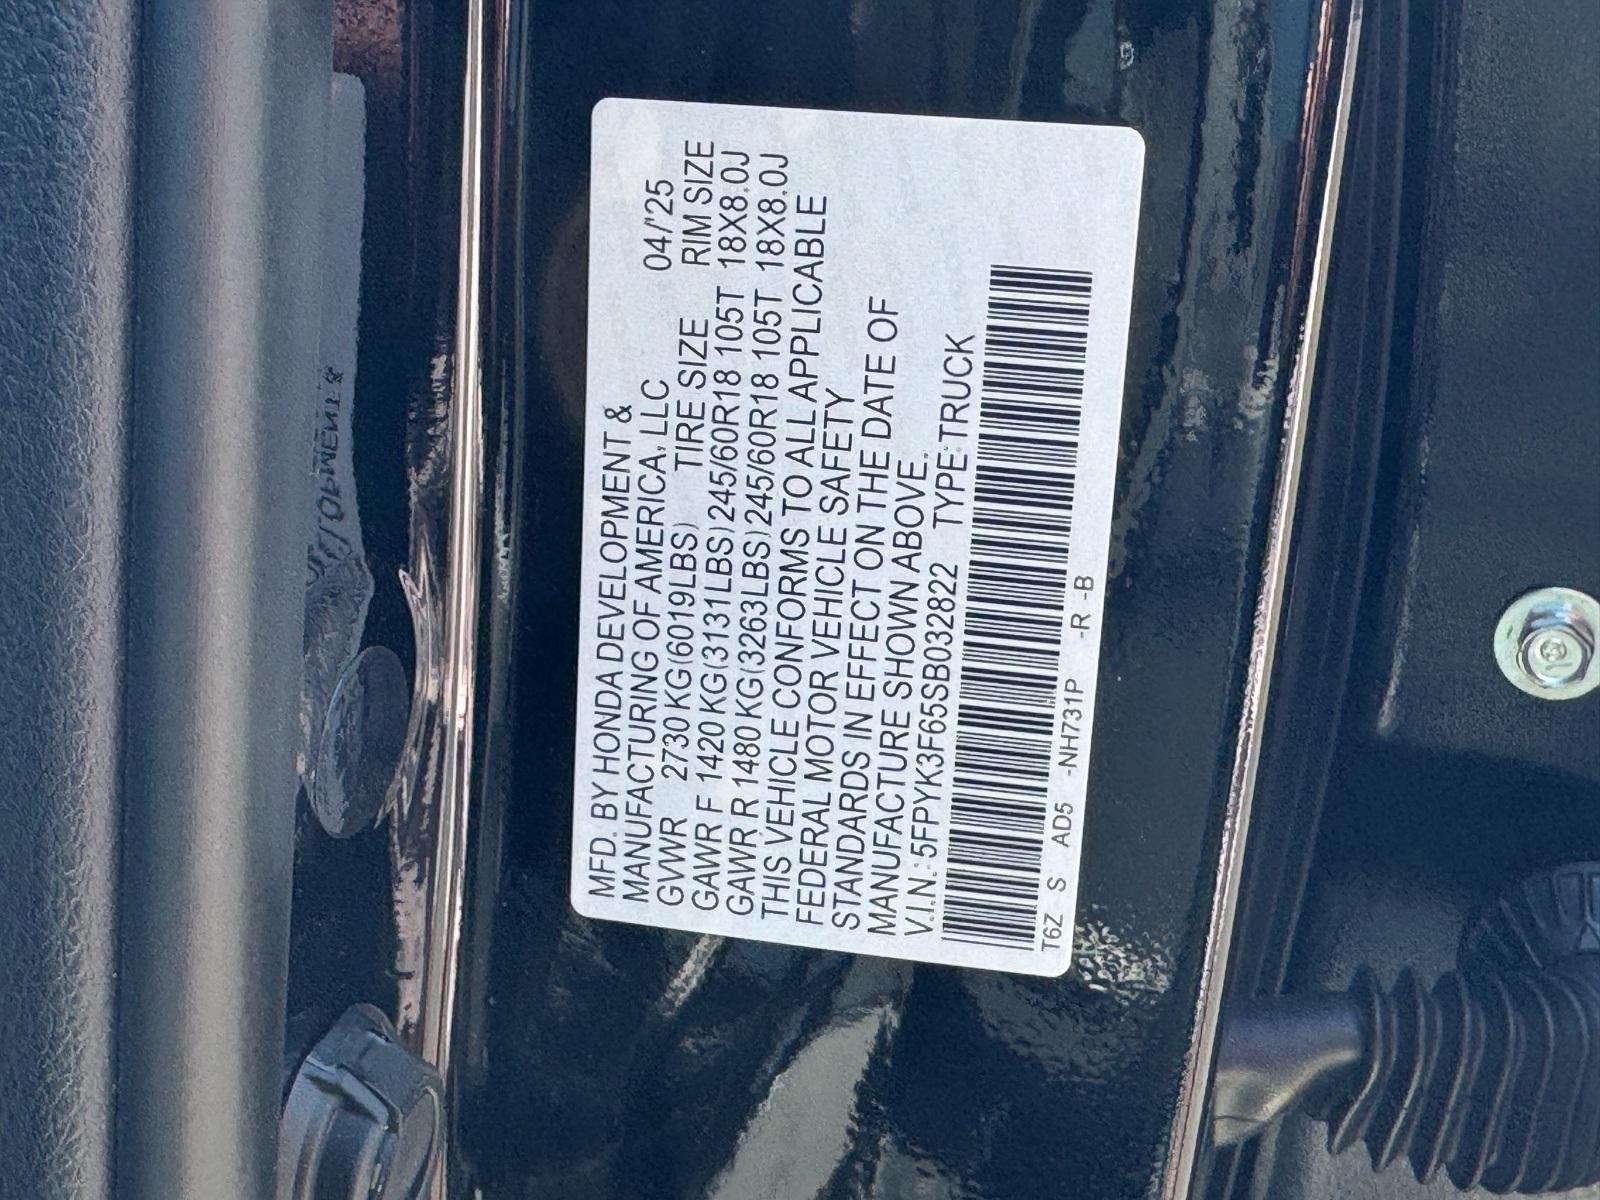 MFD. BY HONDA DEVELOPMENT &
MANUFACTURING OF AMERICA, LLC 04/'25
GVWR 2730 KG(6019LBS) TIRE SIZE RIM SIZE
GAWR F 1420 KG(3131LBS) 245/60R18 105T 18X8.0J
GAWR R 1480 KG(3263LBS) 245/60R18 105T 18X8.0J
THIS VEHICLE CONFORMS TO ALL APPLICABLE
FEDERAL MOTOR VEHICLE SAFETY
STANDARDS IN EFFECT ON THE DATE OF
MANUFACTURE SHOWN ABOVE.
V.I.N.:5FPYK3F65SB032822 TYPE:TRUCK
T6Z S AD5 -NH731P -R -B